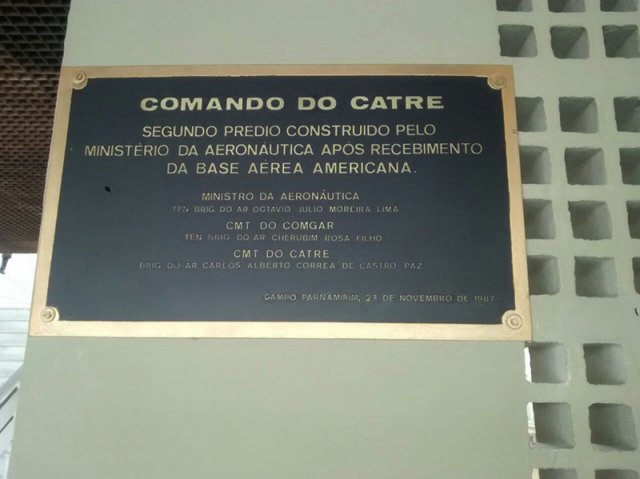 COMANDO DO CATRE
SEGUNDO PREDIO CONSTRUIDO PELO
MINISTÉRIO DA AERONAUTICA APÓS RECEBIMENTO
DA BASE AÉREA AMERICANA.
MINISTRO DA AERONÁUTICA
TEN BRIG DO AR OCTAVIO JULIO MOREIRA LIMA
CMT DO COMGAR
TEN BRIG DO AR CHERUBIM ROSA FILHO
CMT DO CATRE
BRIG DO AR CARLOS ALBERTO CORREA DE CASTRO PAZ
CAMPO PARNAMIRIM, 23 DE NOVEMBRO DE 1987